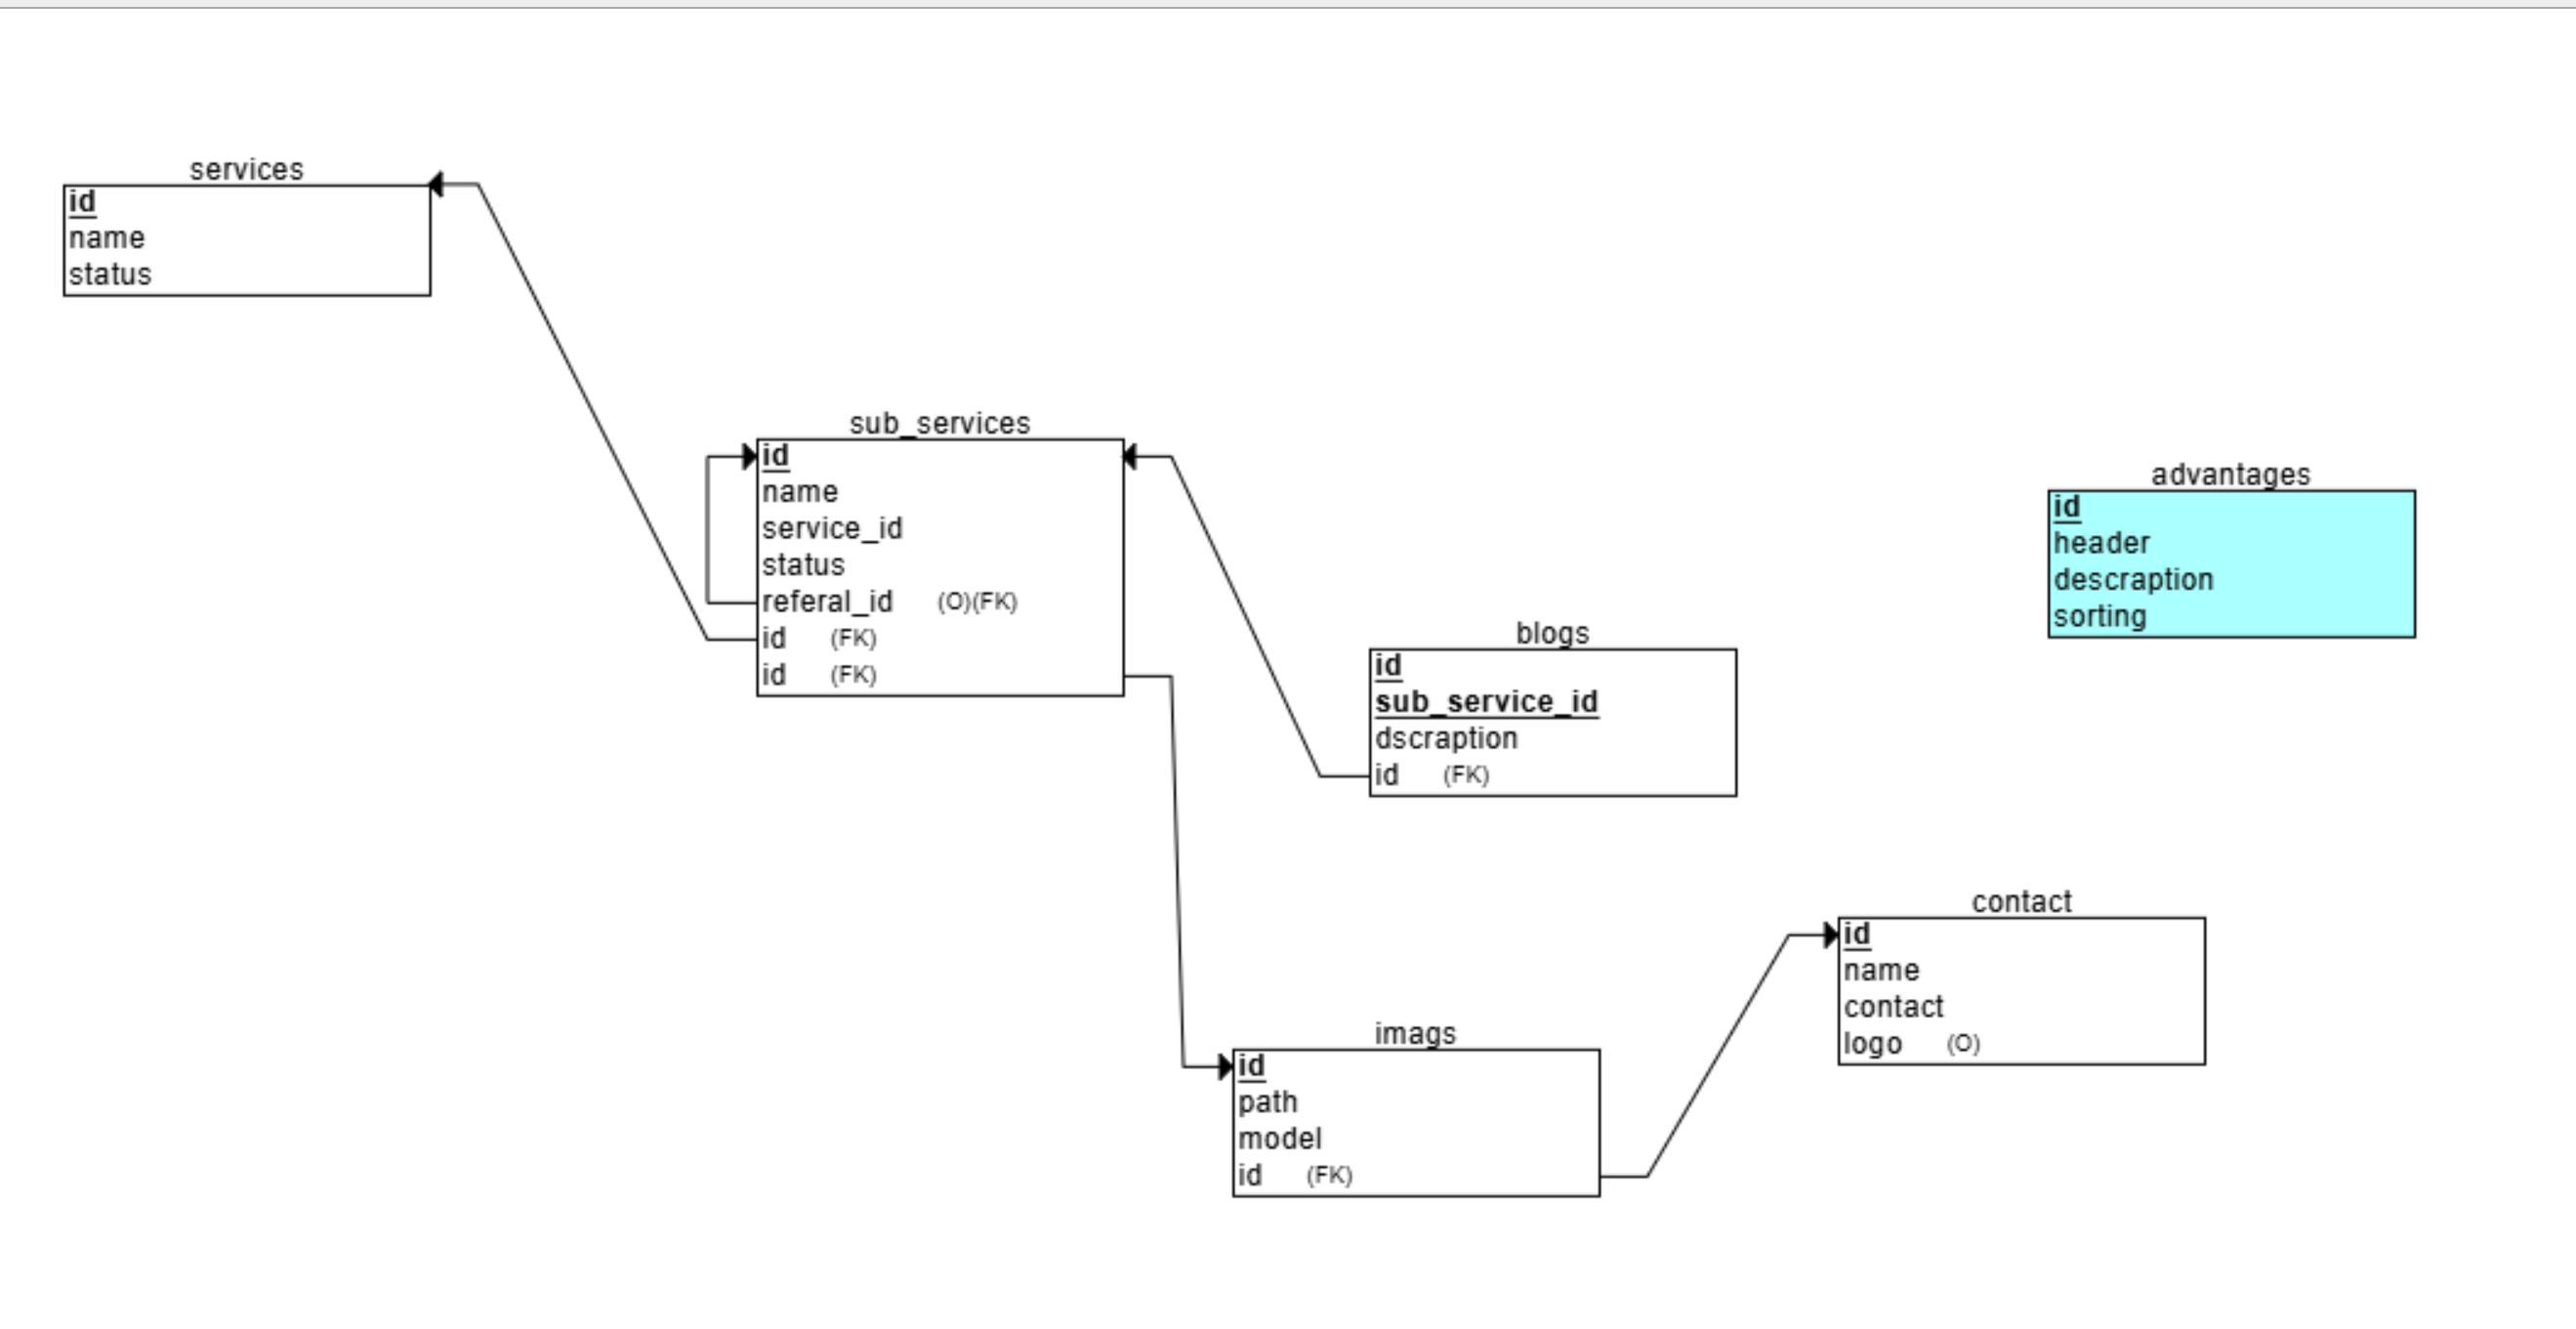 services
id
name
status
sub_services
id
name
service_id
status
referal_id (O)(FK)
id (FK)
id (FK)
advantages
id
header
descraption
sorting
blogs
id
sub_service_id
dscraption
id (FK)
contact
id
name
contact
logo (O)
imags
id
path
model
id (FK)